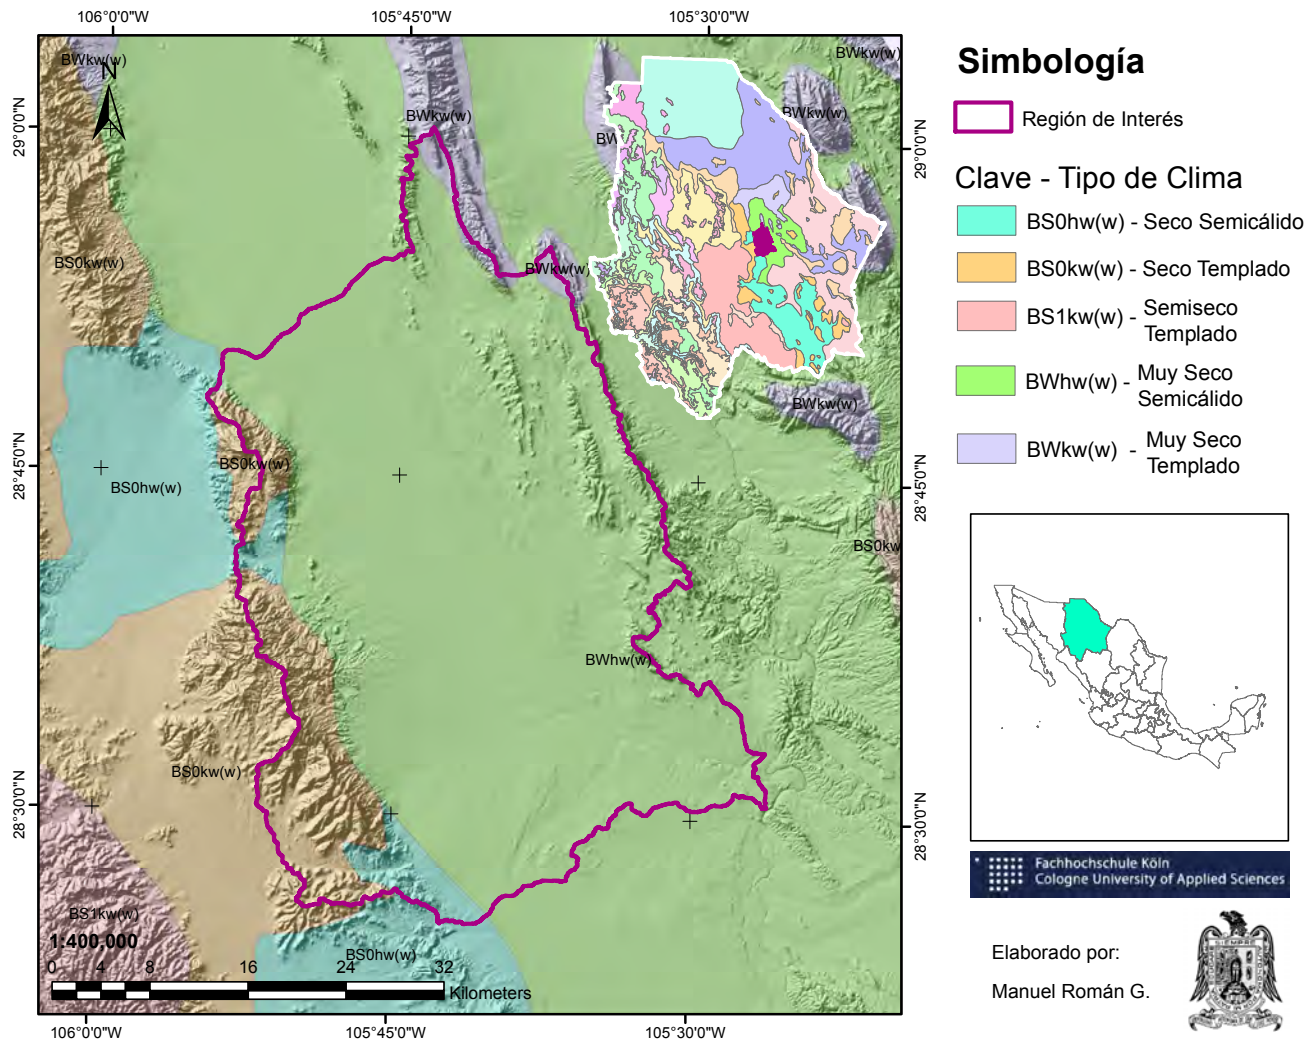 106°0'0"W
105°45'0"W
105°30'0"W
29°0'0"N
28°45'0"N
28°30'0"N
29°0'0"N
28°45'0"N
28°30'0"N
106°0'0"W
105°45'0"W
105°30'0"W
BWkw(w)
N
BWkw(w)
BWkw(w)
BWkw(w)
BW
BS0kw(w)
BWkw(w)
BWkw(w)
BS0kw(w)
BS0hw(w)
BS0kw
BWhw(w)
BS0kw(w)
BS1kw(w)
BS0hw(w)
1:400,000
0 4 8 16 24 32
Kilometers
Simbología
Región de Interés
Clave - Tipo de Clima
BS0hw(w) - Seco Semicálido
BS0kw(w) - Seco Templado
BS1kw(w) - Semiseco
Templado
BWhw(w) - Muy Seco
Semicálido
BWkw(w) - Muy Seco
Templado
Fachhochschule Köln
Cologne University of Applied Sciences
Elaborado por:
Manuel Román G.
SIEMPRE